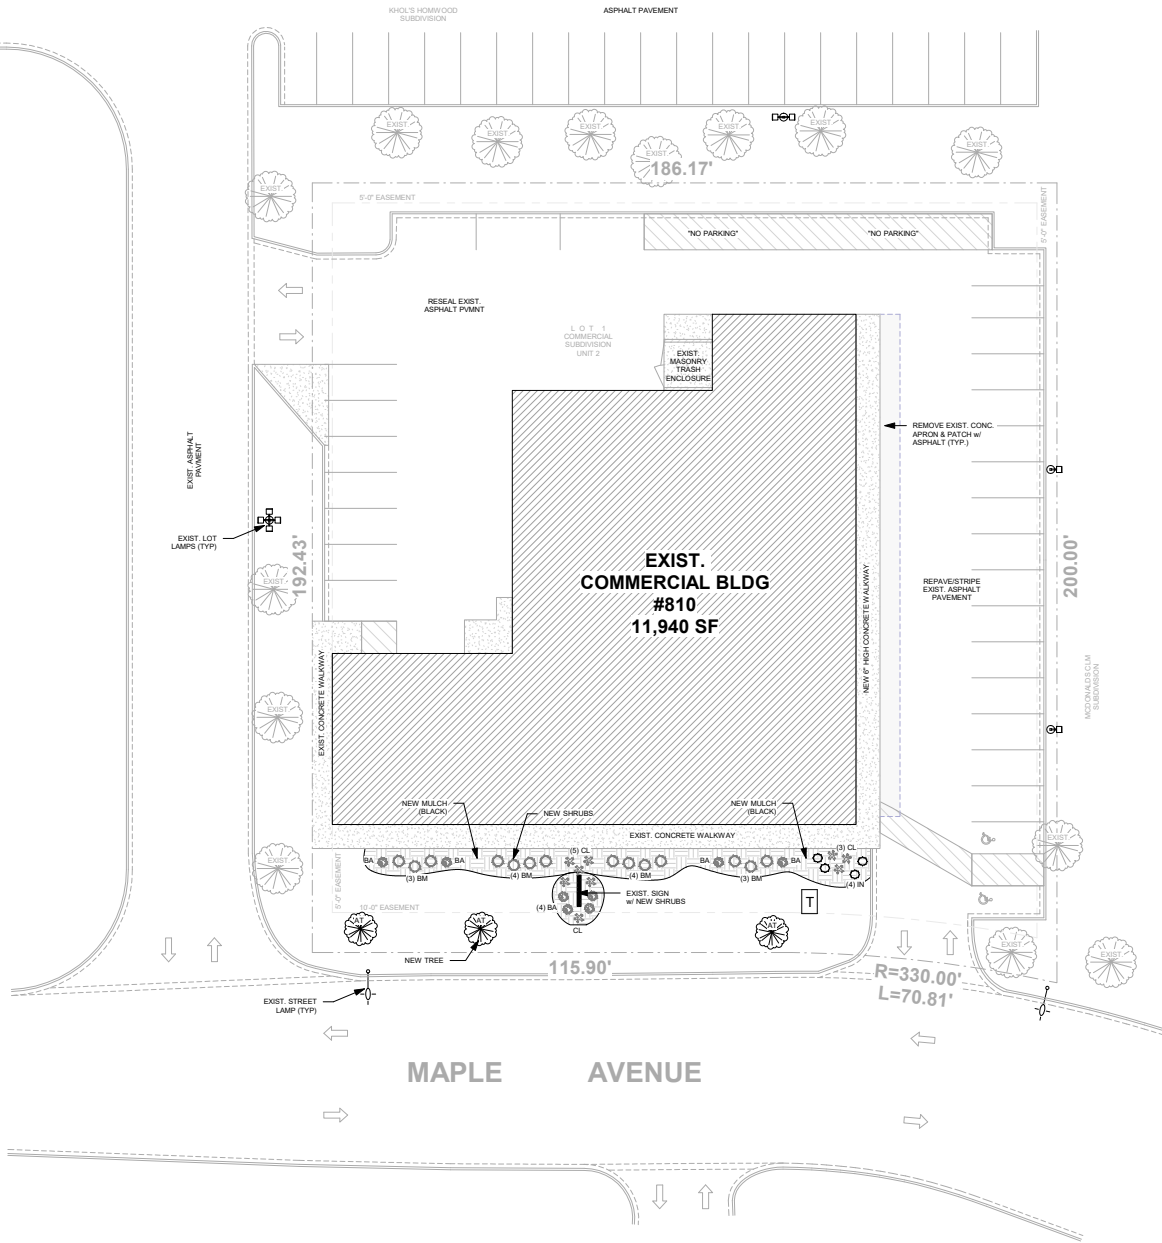 KHOL'S HOMWOOD
SUBDIVISION
ASPHALT PAVEMENT
EXIST.
EXIST.
EXIST.
EXIST.
EXIST.
EXIST.
EXIST.
EXIST.
186.17'
5'-0" EASEMENT
5'-0" EASEMENT
"NO PARKING"
"NO PARKING"
RESEAL EXIST.
ASPHALT PVMNT
LOT 1
COMMERCIAL
SUBDIVISION
UNIT 2
EXIST.
MASONRY
TRASH
ENCLOSURE
REMOVE EXIST. CONC.
APRON & PATCH w/
ASPHALT (TYP.)
EXIST. ASPHALT
PAVMENT
EXIST. LOT
LAMPS (TYP)
192.43'
EXIST.
COMMERCIAL BLDG
#810
11,940 SF
200.00'
REPAVE/STRIPE
EXIST. ASPHALT
PAVEMENT
NEW 6" HIGH CONCRETE WALKWAY
EXIST.
EXIST. CONCRETE WALKWAY
MCDONALDS CLM
SUBDIVISION
EXIST.
NEW MULCH
(BLACK)
NEW SHRUBS
NEW MULCH
(BLACK)
EXIST. CONCRETE WALKWAY
EXIST.
EXIST.
BA
BA
(5) CL
BA
BA
(3) CL
(3) BM
(4) BM
(4) BM
(3) BM
(4) IN
5'-0" EASEMENT
EXIST. SIGN
w/ NEW SHRUBS
(4) BA
T
10'-0" EASEMENT
CL
AT
AT
AT
NEW TREE
EXIST.
EXIST.
115.90'
R=330.00'
L=70.81'
EXIST. STREET
LAMP (TYP)
MAPLE AVENUE